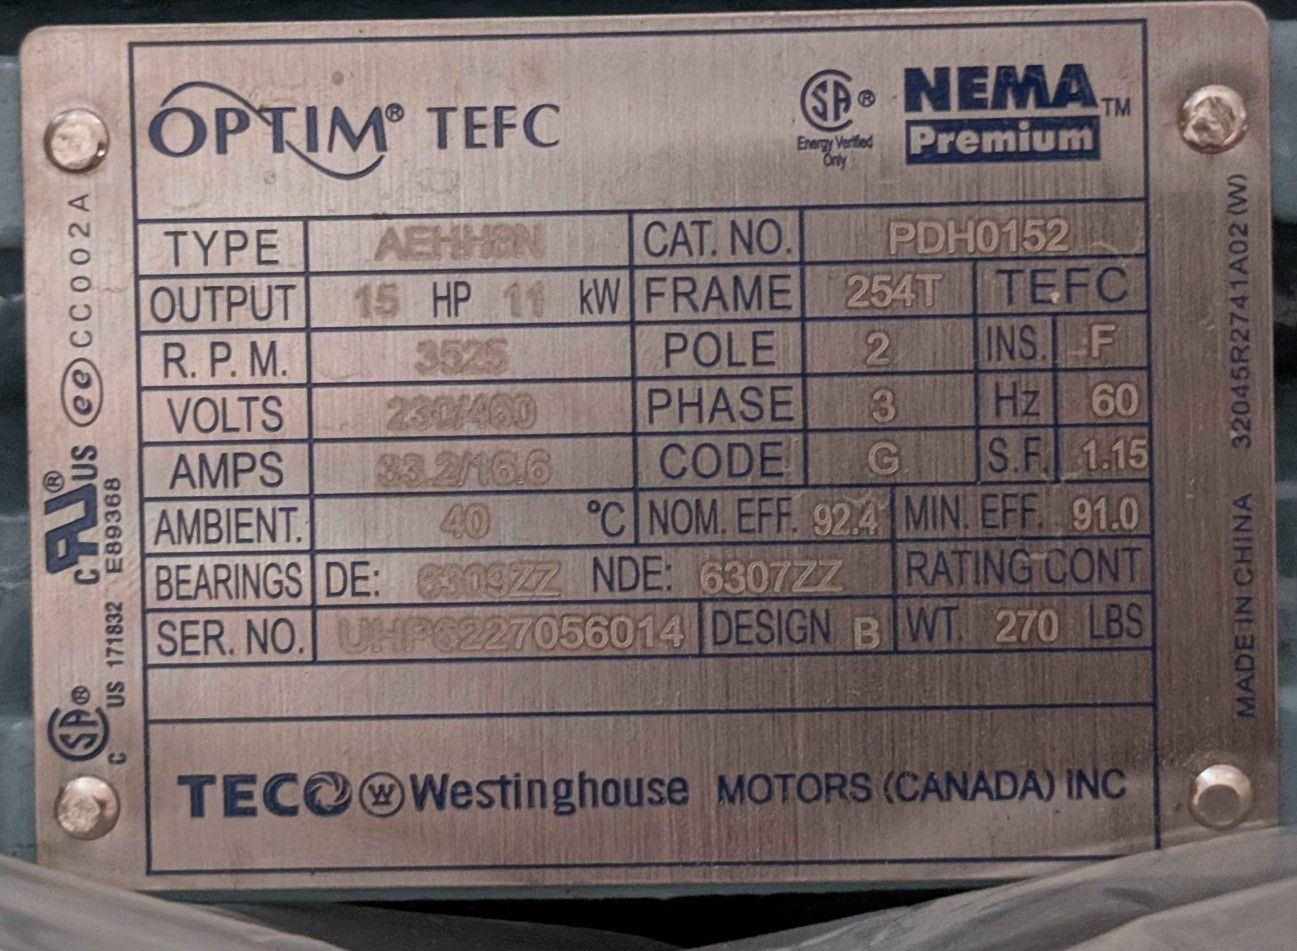 OPTIM® TEFC
SA®
Energy Verified
Only
NEMA™
Premium
TYPE AEHH8N CAT. NO. PDH0152
OUTPUT 15 HP 11 kW FRAME 254T TEFC
R. P. M. 3525 POLE 2 INS. F
VOLTS 230/460 PHASE 3 Hz 60
AMPS 33.2/16.6 CODE G S.F. 1.15
AMBIENT. 40 °C NOM. EFF. 92.4 MIN. EFF. 91.0
BEARINGS DE: 6309ZZ NDE: 6307ZZ RATING CONT
SER. NO. UHP6227056014 DESIGN B WT. 270 LBS
TECO W Westinghouse MOTORS (CANADA) INC
ee CC002A
c UR® US E89368
c SA® US 171832
MADE IN CHINA 32045R2741A02 (W)